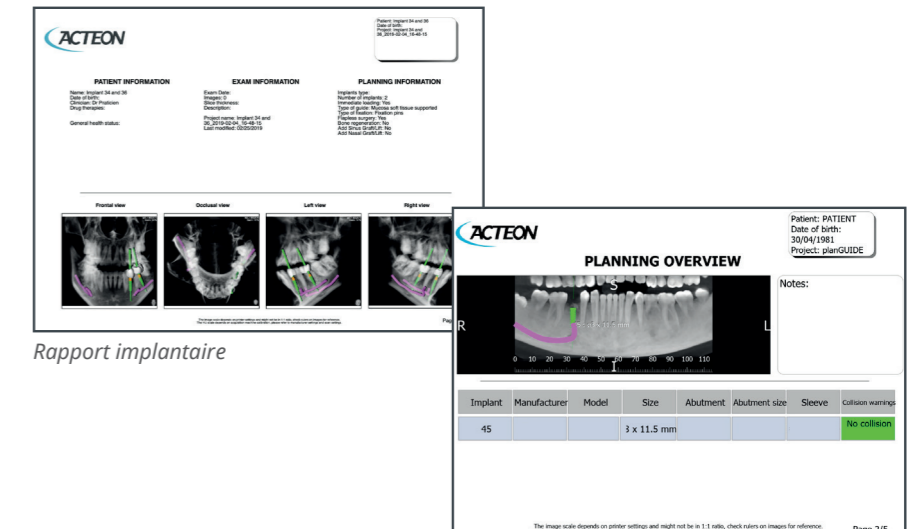 ACTEON
Patient: Implant 34 and 36
Date of birth:
Project: Implant 34 and
36_2019-02-04_16-48-15
PATIENT INFORMATION
Name: Implant 34 and 36
Date of birth:
Clinician: Dr Praticien
Drug therapies:
General health status:
EXAM INFORMATION
Exam Date:
Images: 0
Slice thickness:
Description:
Project name: Implant 34 and
36_2019-02-04_16-48-15
Last modified: 02/25/2019
PLANNING INFORMATION
Implants type:
Number of implants: 2
Immediate loading: Yes
Type of guide: Mucosa soft tissue supported
Type of fixation: Fixation pins
Flapless surgery: Yes
Bone regeneration: No
Add Sinus Graft/Lift: No
Add Nasal Graft/Lift: No
Frontal view Occlusal view Left view Right view
Rapport implantaire
ACTEON
Patient: PATIENT
Date of birth:
30/04/1981
Project: planGUIDE
PLANNING OVERVIEW
Notes:
S
R
L
0 10 20 30 40 50 60 70 80 90 100 110
I
Implant Manufacturer Model Size Abutment Abutment size Sleeve Collision warnings
45 3 x 11.5 mm No collision
The image scale depends on printer settings and might not be in 1:1 ratio, check rulers on images for reference.
Page 2/5